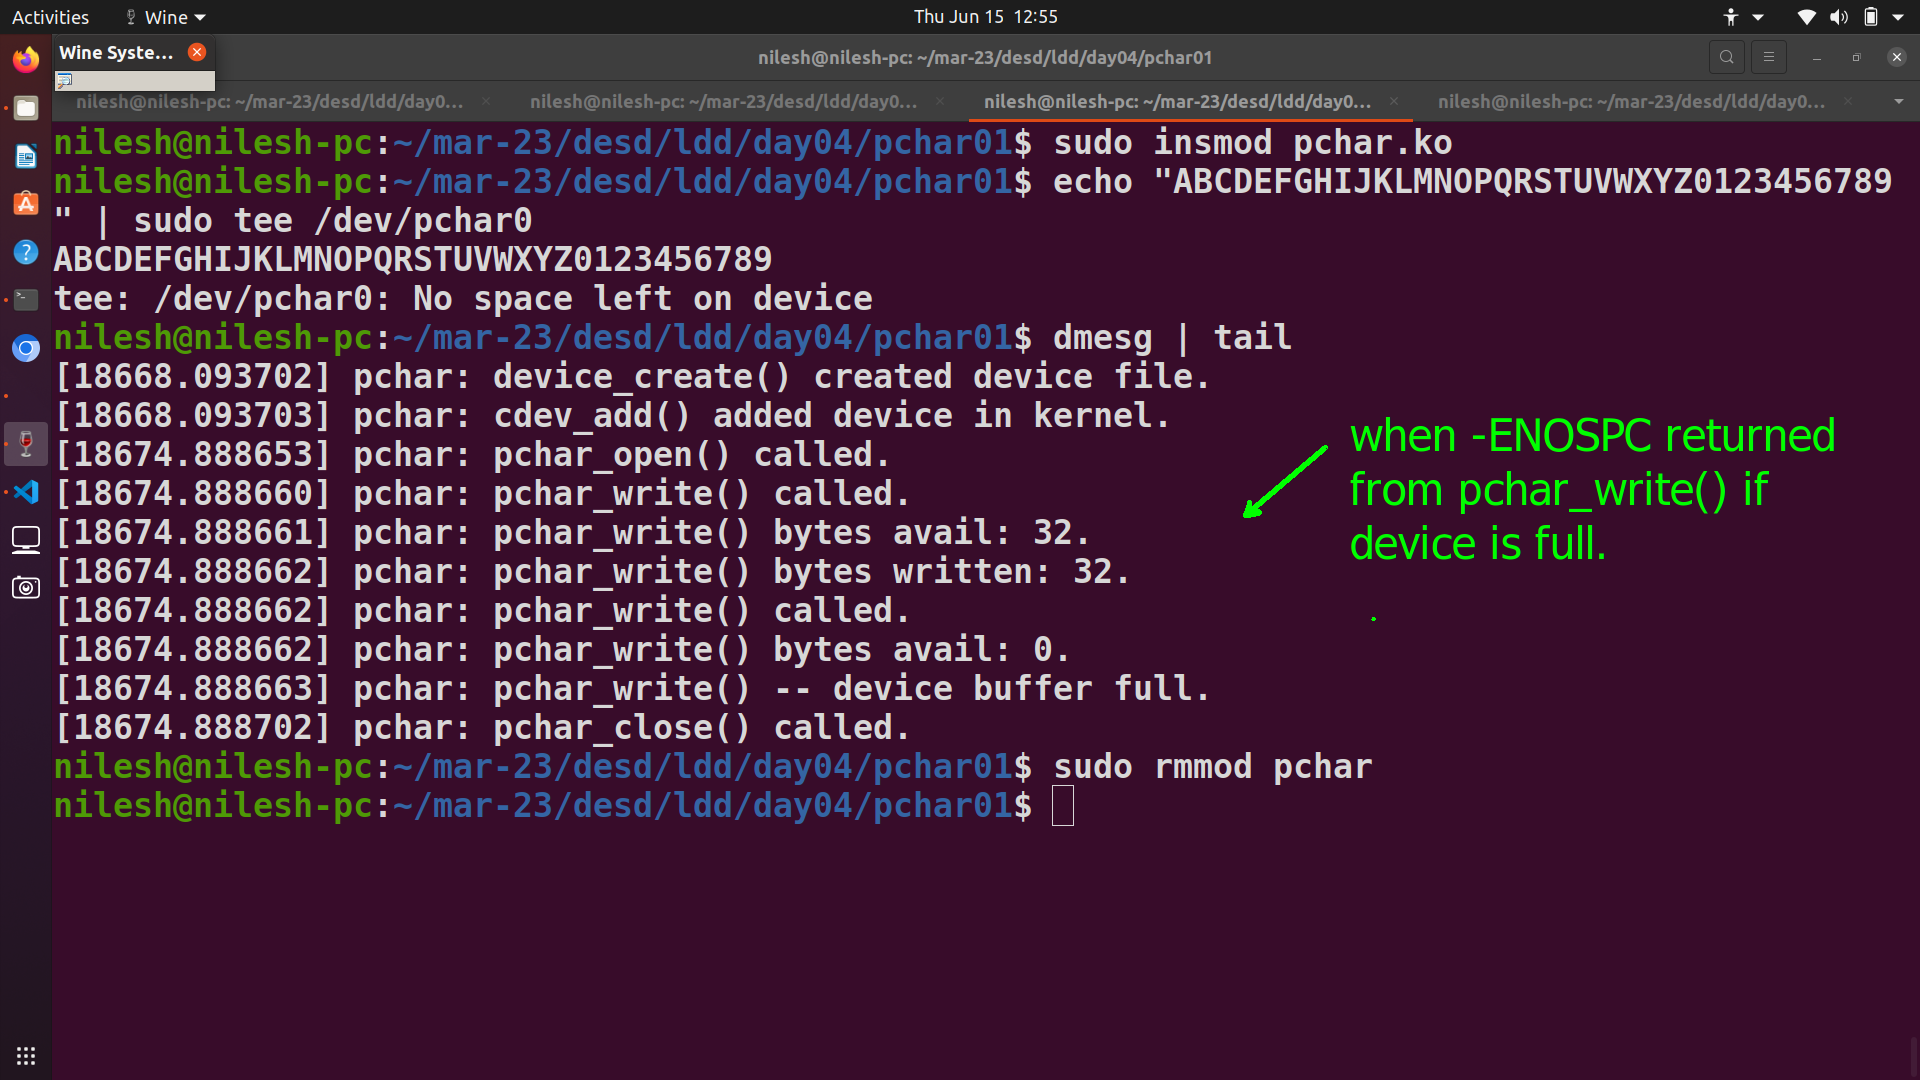 Activities
Wine
Thu Jun 15 12:55
Wine Syste...
nilesh@nilesh-pc: ~/mar-23/desd/ldd/day04/pchar01
nilesh@nilesh-pc: ~/mar-23/desd/ldd/day0...
nilesh@nilesh-pc: ~/mar-23/desd/ldd/day0...
nilesh@nilesh-pc: ~/mar-23/desd/ldd/day0...
nilesh@nilesh-pc: ~/mar-23/desd/ldd/day0...
nilesh@nilesh-pc:~/mar-23/desd/ldd/day04/pchar01$ sudo insmod pchar.ko
nilesh@nilesh-pc:~/mar-23/desd/ldd/day04/pchar01$ echo "ABCDEFGHIJKLMNOPQRSTUVWXYZ0123456789
" | sudo tee /dev/pchar0
ABCDEFGHIJKLMNOPQRSTUVWXYZ0123456789
tee: /dev/pchar0: No space left on device
nilesh@nilesh-pc:~/mar-23/desd/ldd/day04/pchar01$ dmesg | tail
[18668.093702] pchar: device_create() created device file.
[18668.093703] pchar: cdev_add() added device in kernel.
[18674.888653] pchar: pchar_open() called.
[18674.888660] pchar: pchar_write() called.
[18674.888661] pchar: pchar_write() bytes avail: 32.
[18674.888662] pchar: pchar_write() bytes written: 32.
[18674.888662] pchar: pchar_write() called.
[18674.888662] pchar: pchar_write() bytes avail: 0.
[18674.888663] pchar: pchar_write() -- device buffer full.
[18674.888702] pchar: pchar_close() called.
nilesh@nilesh-pc:~/mar-23/desd/ldd/day04/pchar01$ sudo rmmod pchar
nilesh@nilesh-pc:~/mar-23/desd/ldd/day04/pchar01$
when -ENOSPC returned
from pchar_write() if
device is full.